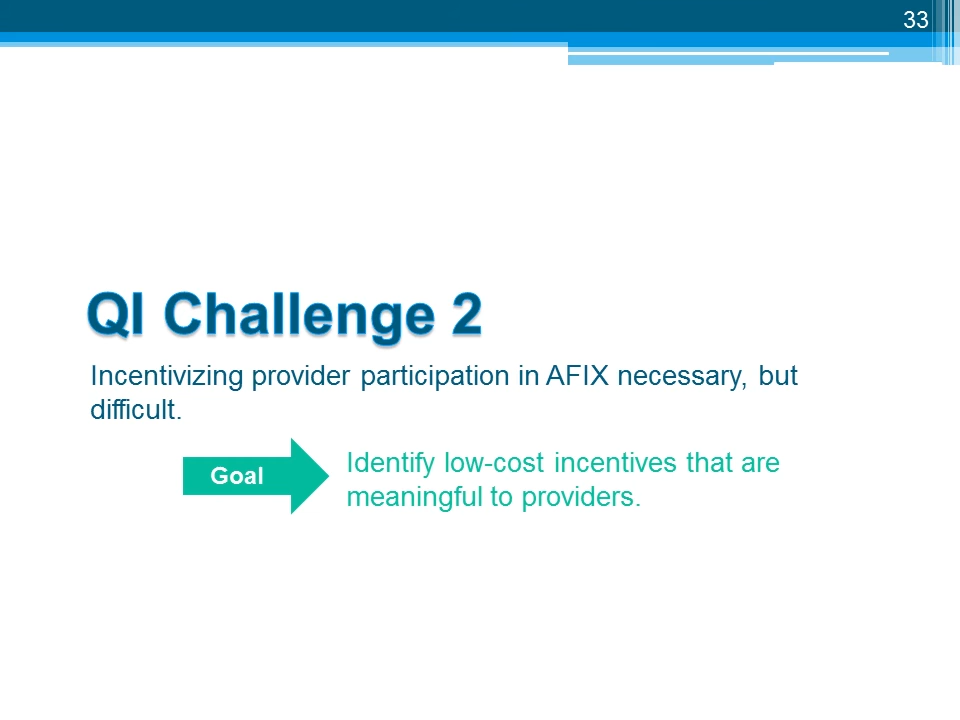 33
QI Challenge 2
Incentivizing provider participation in AFIX necessary, but
difficult.
Goal
Identify low-cost incentives that are
meaningful to providers.